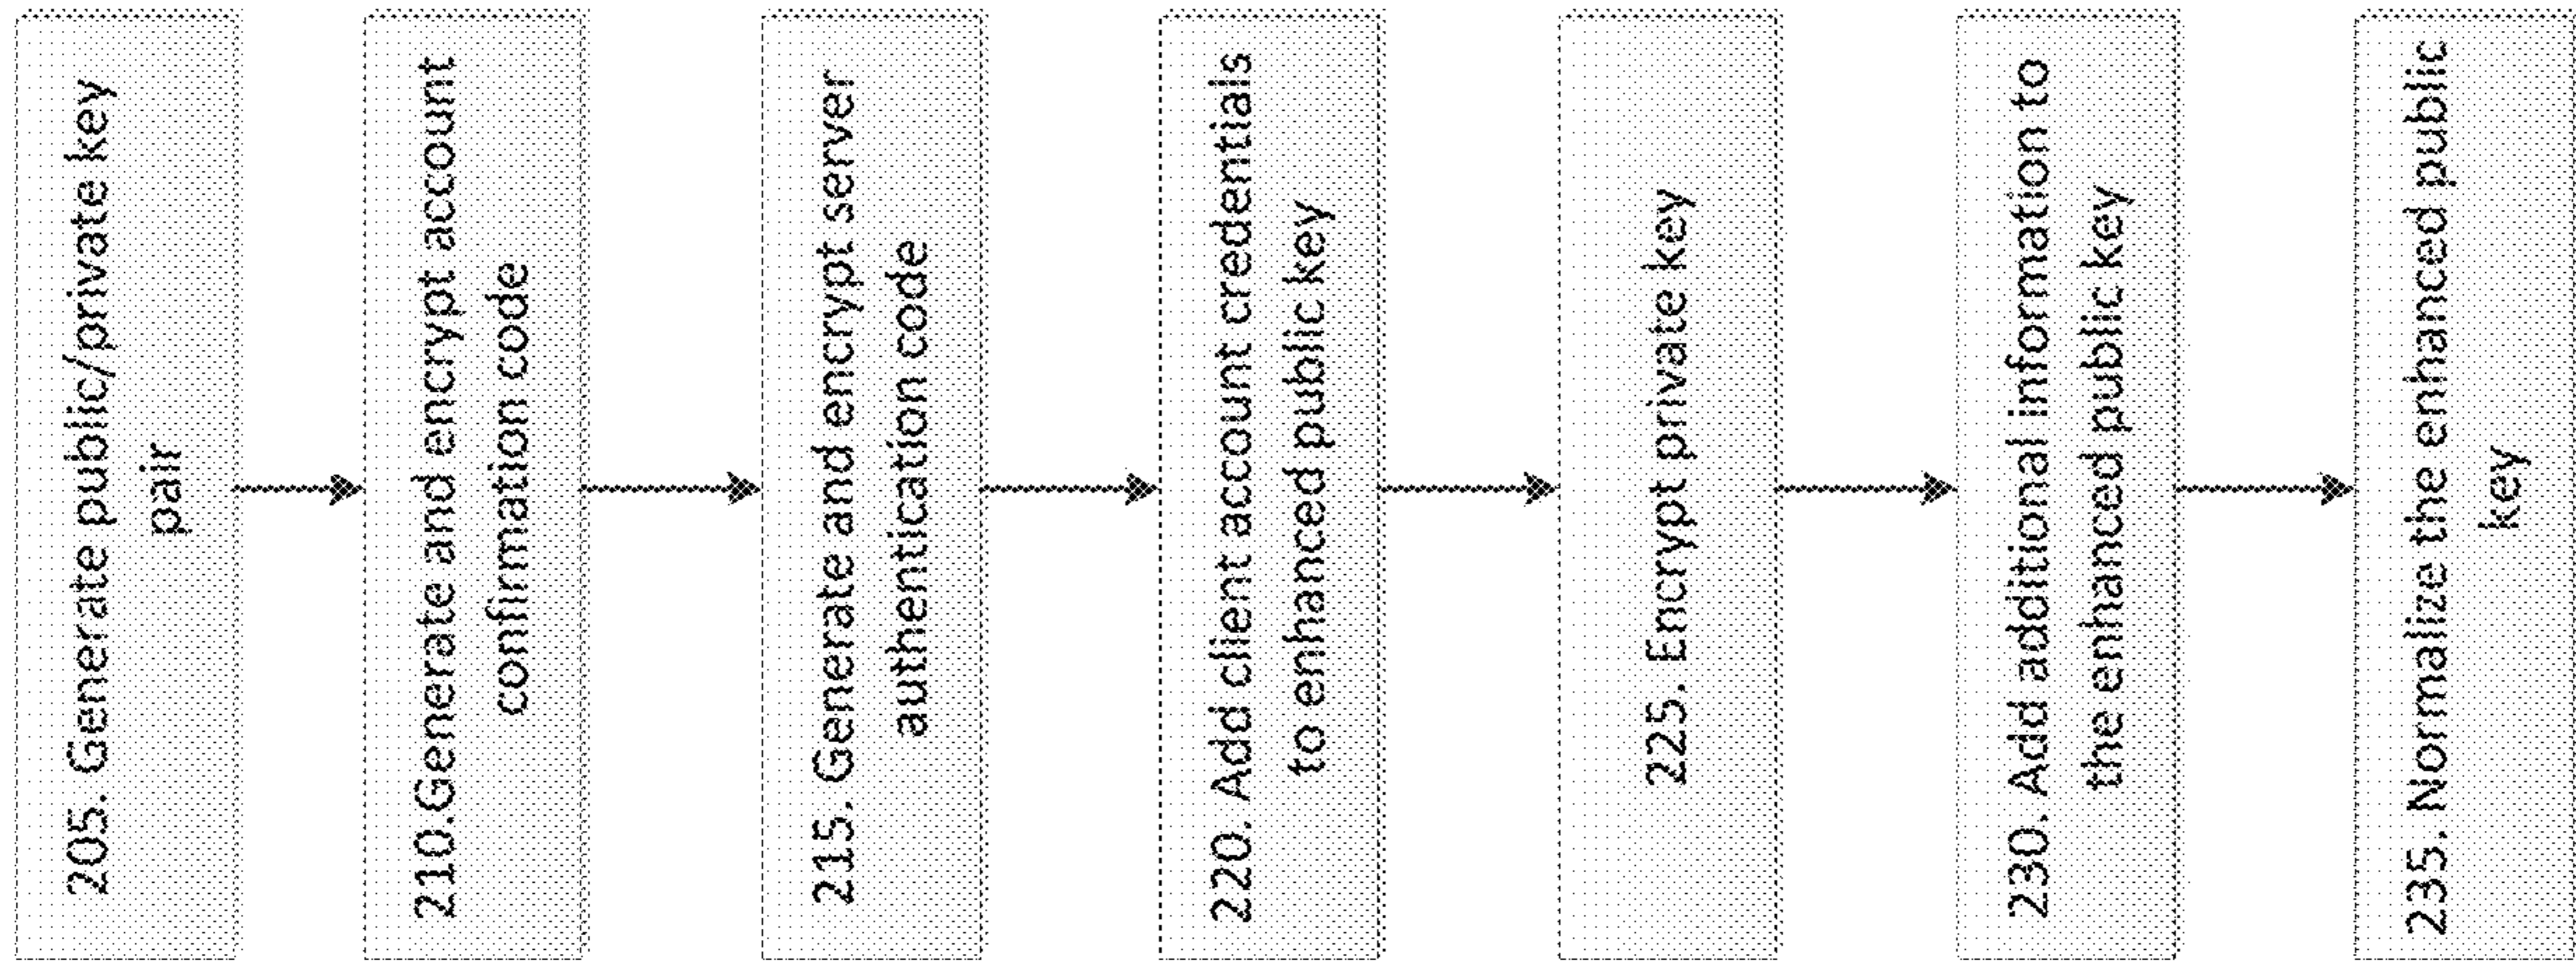 205. Generate public/private key
pair
210.Generate and encrypt account
confirmation code
215. Generate and encrypt server
authentication code
220. Add client account credentials
to enhanced public key
225. Encrypt private key
230. Add additional information to
the enhanced public key
235. Normalize the enhanced public
key